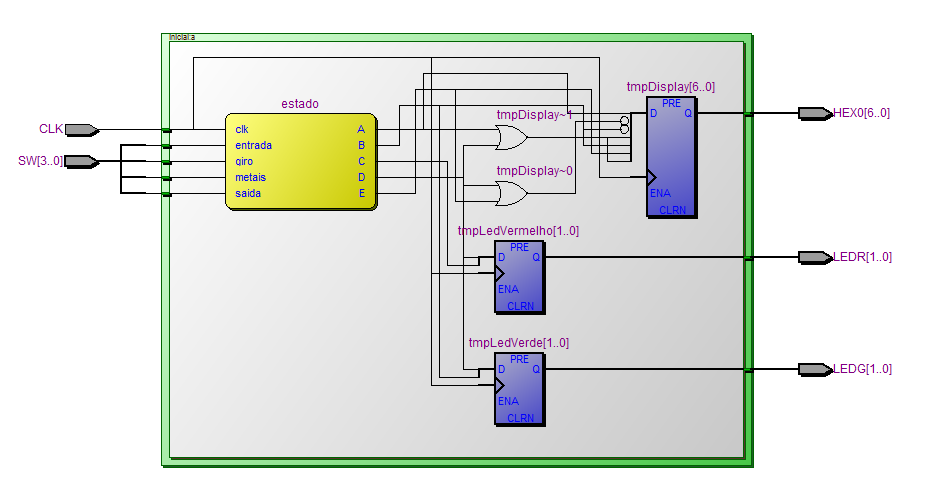 inicial:a
estado
CLK
SW[3..0]
clk
entrada
giro
metais
saida
A
B
C
D
E
tmpDisplay~1
tmpDisplay~0
tmpDisplay[6..0]
PRE
D
Q
ENA
CLRN
HEX0[6..0]
tmpLedVermelho[1..0]
PRE
D
Q
ENA
CLRN
LEDR[1..0]
tmpLedVerde[1..0]
PRE
D
Q
ENA
CLRN
LEDG[1..0]